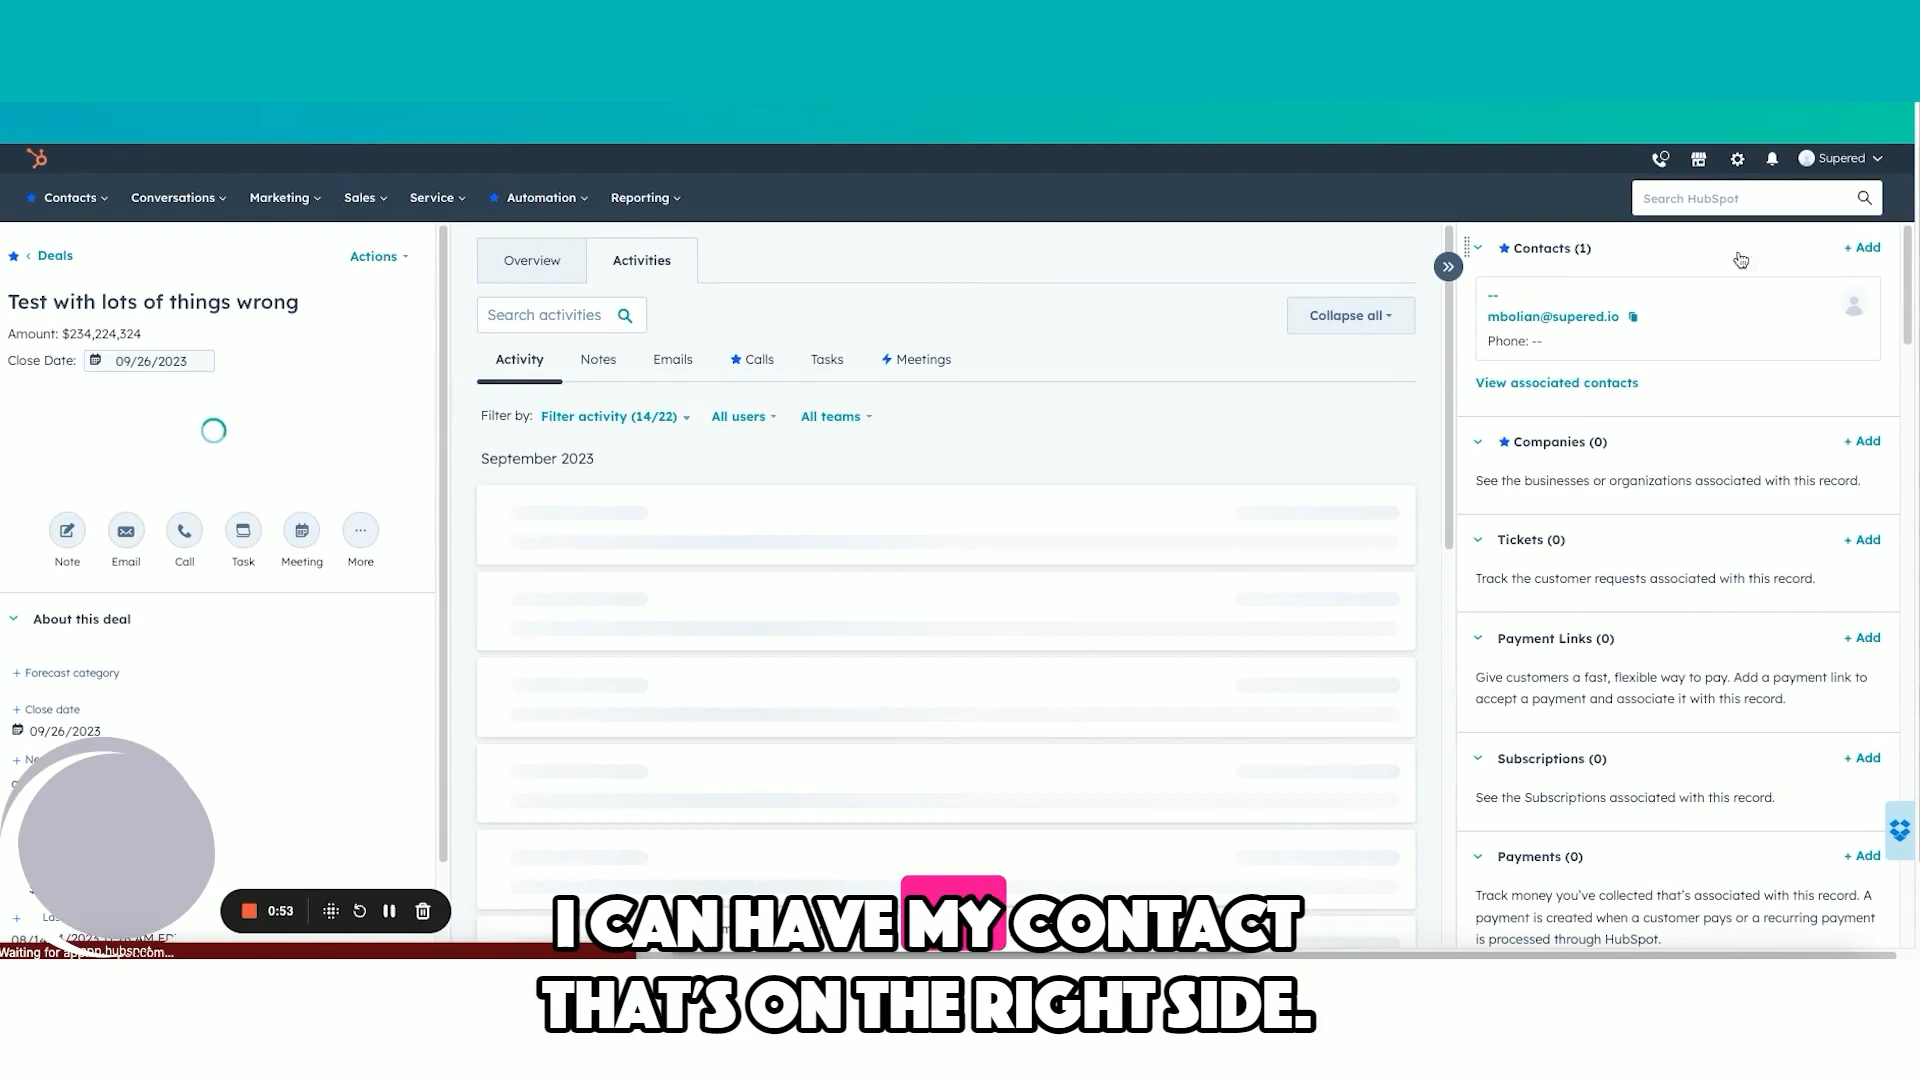 Supered
Contacts
Conversations
Marketing
Sales
Service
Automation
Reporting
Search HubSpot
Deals
Actions
Test with lots of things wrong
Amount: $234,224,324
Close Date: 09/26/2023
Note
Email
Call
Task
Meeting
More
About this deal
+ Forecast category
+ Close date
09/26/2023
+
0:53
Waiting for
Overview
Activities
Search activities
Collapse all
Activity
Notes
Emails
Calls
Tasks
Meetings
Filter by: Filter activity (14/22) All users All teams
September 2023
Contacts (1)
+ Add
--
mbolian@supered.io
Phone: --
View associated contacts
Companies (0)
+ Add
See the businesses or organizations associated with this record.
Tickets (0)
+ Add
Track the customer requests associated with this record.
Payment Links (0)
+ Add
Give customers a fast, flexible way to pay. Add a payment link to
accept a payment and associate it with this record.
Subscriptions (0)
+ Add
See the Subscriptions associated with this record.
Payments (0)
+ Add
Track money you've collected that's associated with this record. A
payment is created when a customer pays or a recurring payment
is processed through HubSpot.
I CAN HAVE MY CONTACT
THAT'S ON THE RIGHT SIDE.